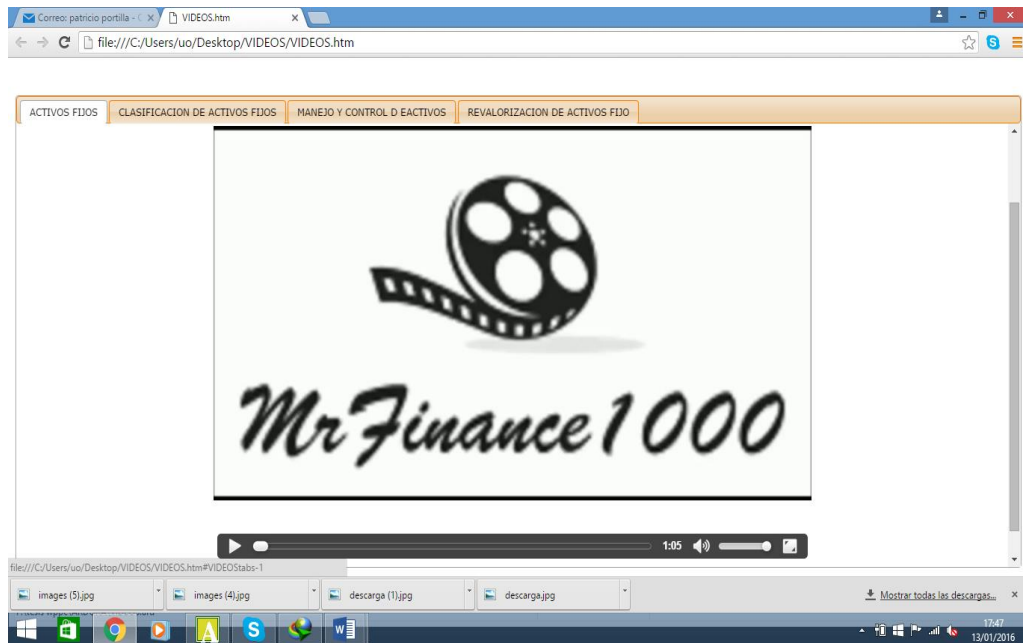 Correo: patricio portilla - C
VIDEOS.htm
file:///C:/Users/uo/Desktop/VIDEOS/VIDEOS.htm
ACTIVOS FIJOS
CLASIFICACION DE ACTIVOS FIJOS
MANEJO Y CONTROL D EACTIVOS
REVALORIZACION DE ACTIVOS FIJO
MrFinance1000
1:05
file:///C:/Users/uo/Desktop/VIDEOS/VIDEOS.htm#VIDEOStabs-1
images (5).jpg
images (4).jpg
descarga (1).jpg
descarga.jpg
Mostrar todas las descargas...
17:47
13/01/2016